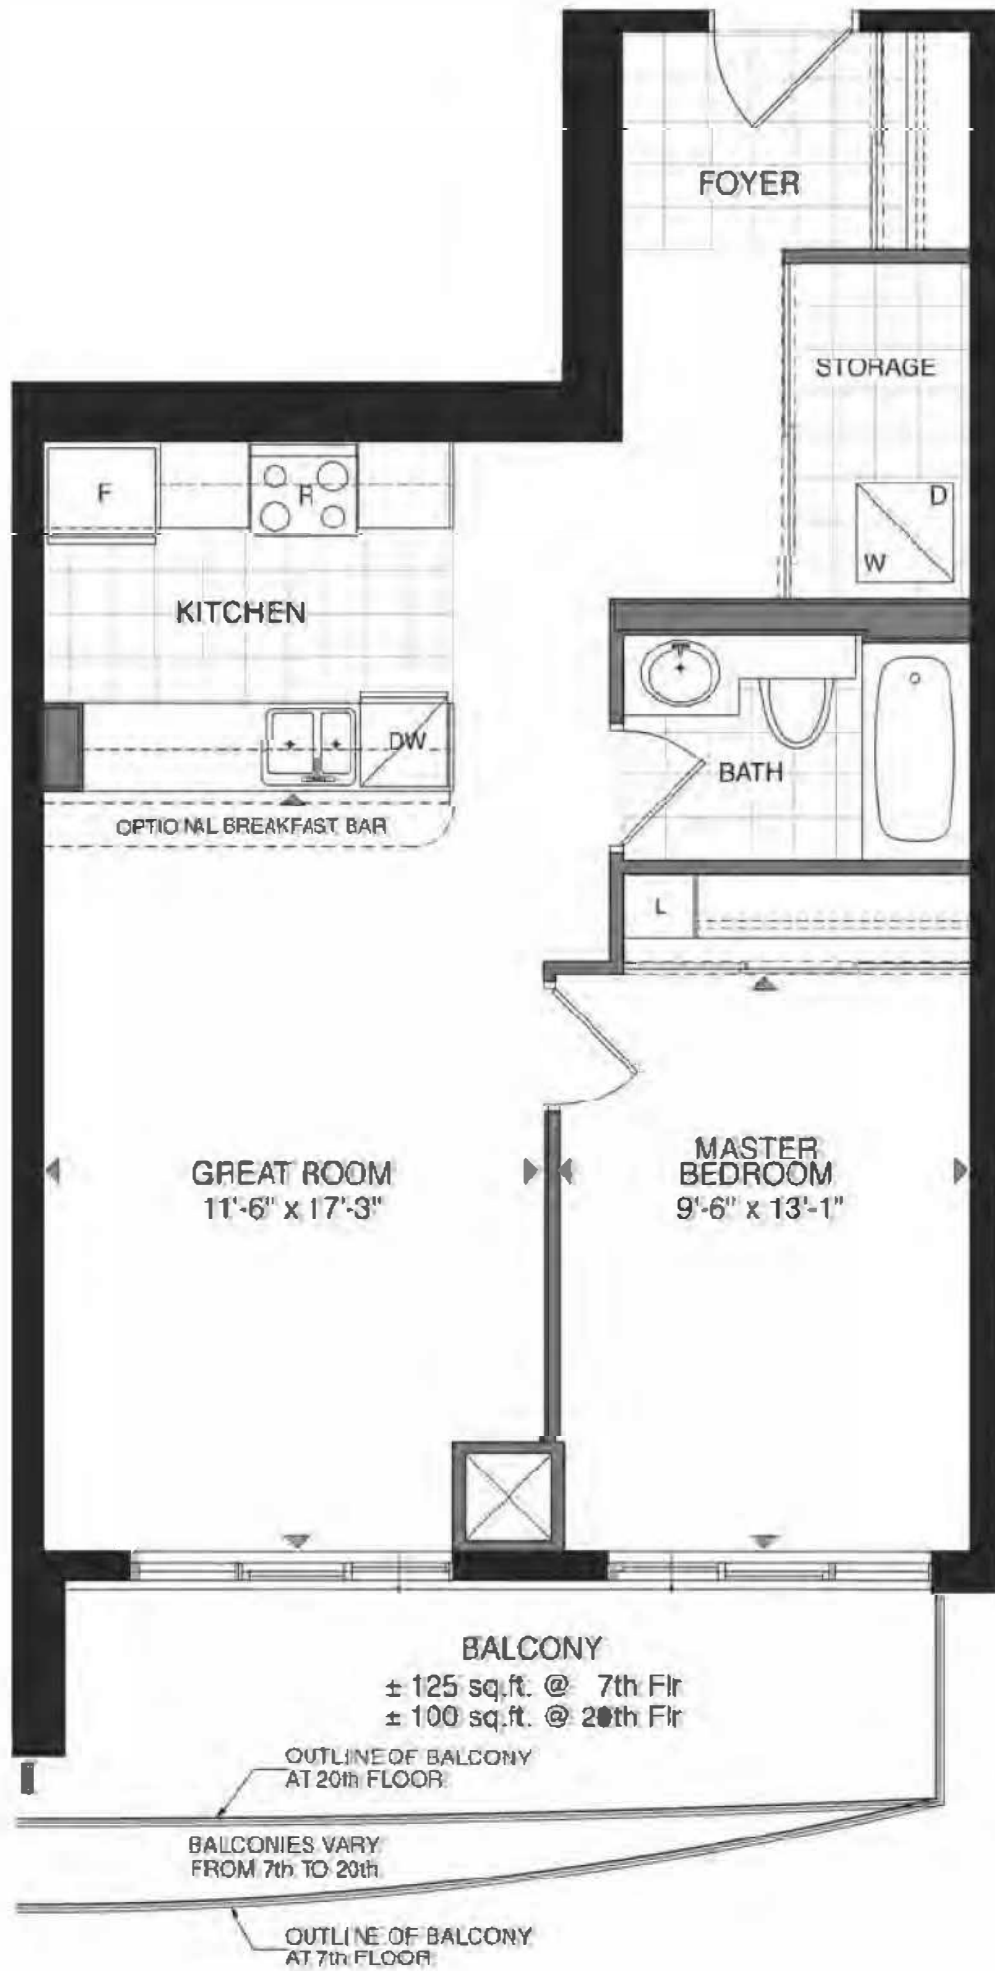 FOYER
STORAGE
F
R
D
W
KITCHEN
DW
BATH
OPTIONAL BREAKFAST BAR
L
GREAT ROOM
11'-6" x 17'-3"
MASTER
BEDROOM
9'-6" x 13'-1"
BALCONY
± 125 sq.ft. @ 7th Flr
± 100 sq.ft. @ 20th Flr
OUTLINE OF BALCONY
AT 20th FLOOR
BALCONIES VARY
FROM 7th TO 20th
OUTLINE OF BALCONY
AT 7th FLOOR